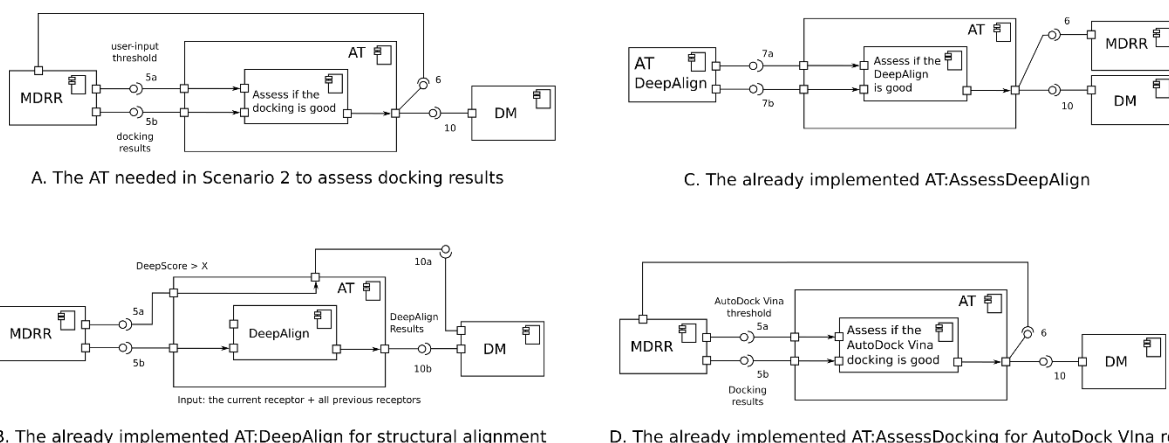 AT
user-input
threshold
5a
MDRR
Assess if the
docking is good
6
10
DM
5b
docking
results
A. The AT needed in Scenario 2 to assess docking results
AT
6
MDRR
7a
AT
DeepAlign
Assess if the
DeepAlign
is good
7b
10
DM
C. The already implemented AT:AssessDeepAlign
DeepScore > X
10a
AT
5a
MDRR
DeepAlign
DeepAlign
Results
5b
10b
DM
Input: the current receptor + all previous receptors
B. The already implemented AT:DeepAlign for structural alignment
AutoDock Vina
threshold
5a
AT
MDRR
Assess if the
AutoDock Vina
docking is good
6
10
DM
5b
Docking
results
D. The already implemented AT:AssessDocking for AutoDock VIna